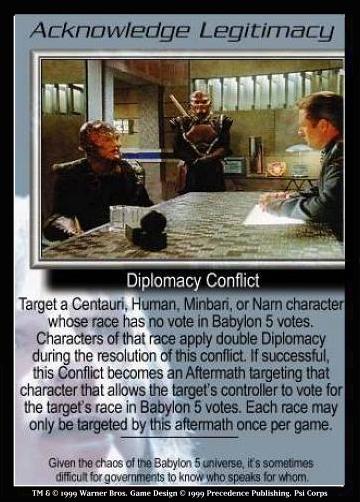 Acknowledge Legitimacy
Diplomacy Conflict
Target a Centauri, Human, Minbari, or Narn character
whose race has no vote in Babylon 5 votes.
Characters of that race apply double Diplomacy
during the resolution of this conflict. If successful,
this Conflict becomes an Aftermath targeting that
character that allows the target's controller to vote for
the target's race in Babylon 5 votes. Each race may
only be targeted by this aftermath once per game.
Given the chaos of the Babylon 5 universe, it's sometimes
difficult for governments to know who speaks for whom.
TM & © 1999 Warner Bros. Game Design © 1999 Precedence Publishing. Psi Corps